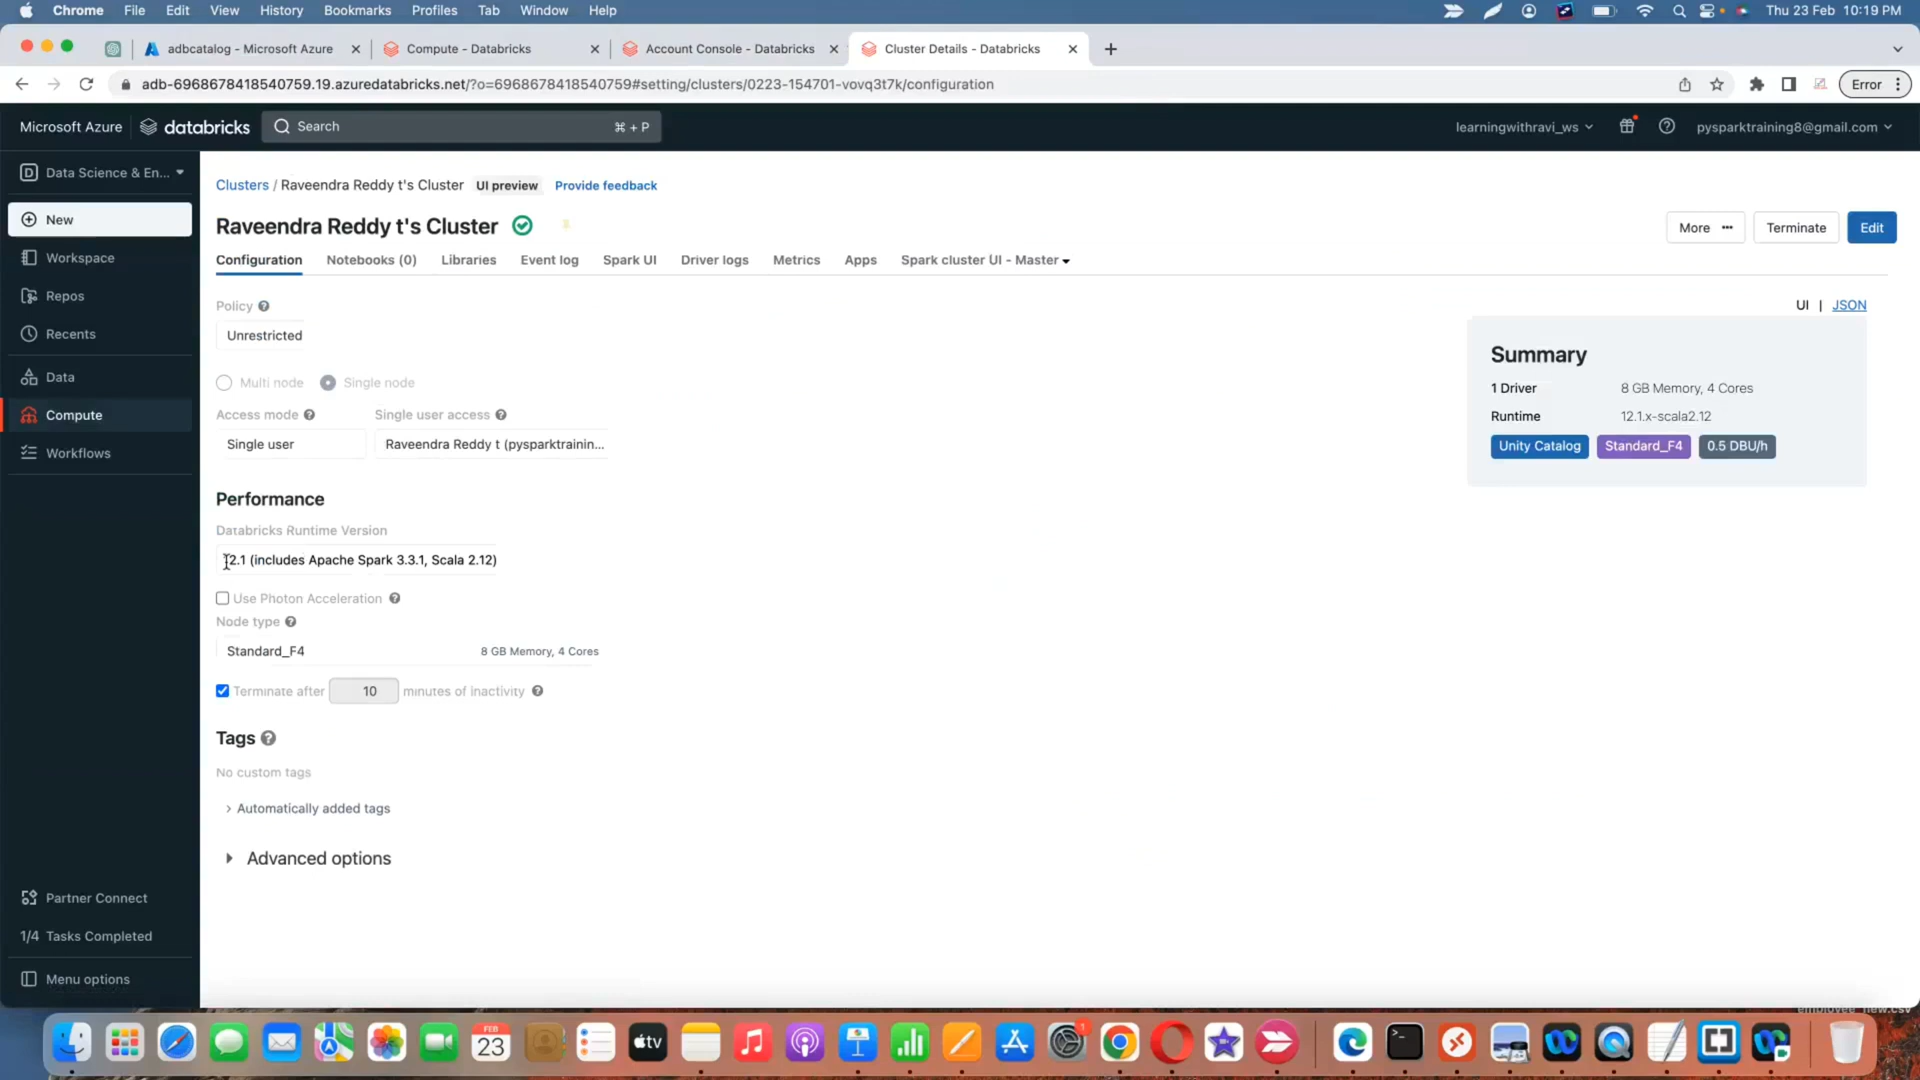 Chrome File Edit View History Bookmarks Profiles Tab Window Help Thu 23 Feb 10:19 PM
adbcatalog - Microsoft Azure Compute - Databricks Account Console - Databricks Cluster Details - Databricks
adb-6968678418540759.19.azuredatabricks.net/?o=6968678418540759#setting/clusters/0223-154701-vovq3t7k/configuration Error
Microsoft Azure databricks Search ⌘ + P learningwithravi_ws pysparktraining8@gmail.com
Data Science & En...
New
Workspace
Repos
Recents
Data
Compute
Workflows
Partner Connect
1/4 Tasks Completed
Menu options
Clusters / Raveendra Reddy t's Cluster UI preview Provide feedback
Raveendra Reddy t's Cluster
More ··· Terminate Edit
Configuration Notebooks (0) Libraries Event log Spark UI Driver logs Metrics Apps Spark cluster UI - Master
UI | JSON
Policy
Unrestricted
Multi node Single node
Access mode Single user access
Single user Raveendra Reddy t (pysparktrainin...
Performance
Databricks Runtime Version
12.1 (includes Apache Spark 3.3.1, Scala 2.12)
Use Photon Acceleration
Node type
Standard_F4 8 GB Memory, 4 Cores
Terminate after 10 minutes of inactivity
Tags
No custom tags
Automatically added tags
Advanced options
Summary
1 Driver 8 GB Memory, 4 Cores
Runtime 12.1.x-scala2.12
Unity Catalog Standard_F4 0.5 DBU/h
employee_new.csv
FEB
23
tv
1